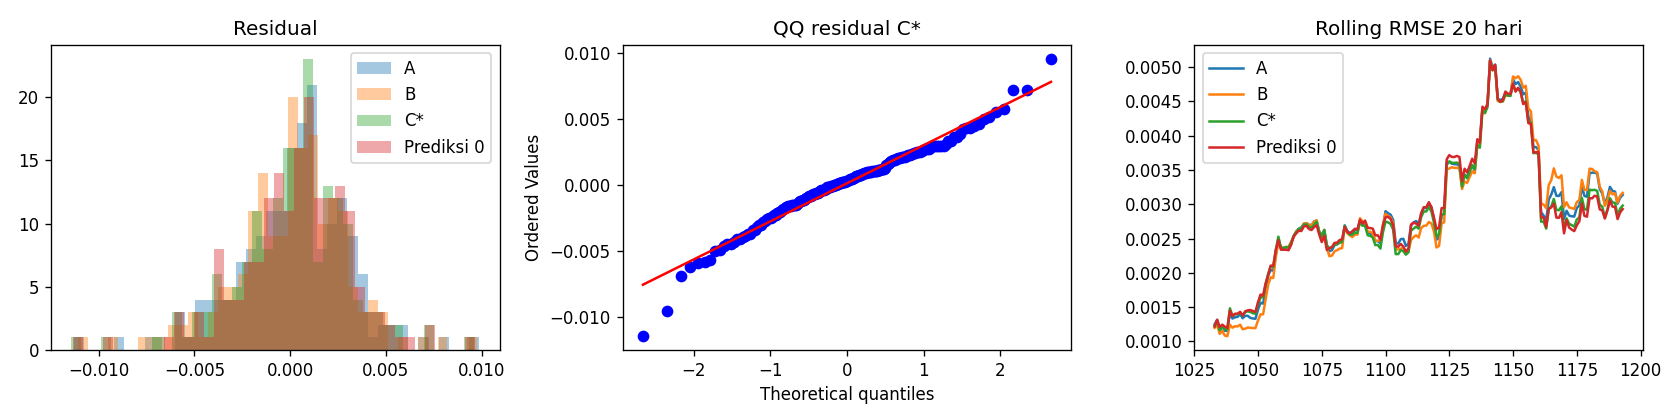 Residual
A
B
C*
Prediksi 0
20
15
10
5
0
−0.010
−0.005
0.000
0.005
0.010
QQ residual C*
Ordered Values
0.010
0.005
0.000
−0.005
−0.010
−2
−1
0
1
2
Theoretical quantiles
Rolling RMSE 20 hari
A
B
C*
Prediksi 0
0.0050
0.0045
0.0040
0.0035
0.0030
0.0025
0.0020
0.0015
0.0010
1025
1050
1075
1100
1125
1150
1175
1200